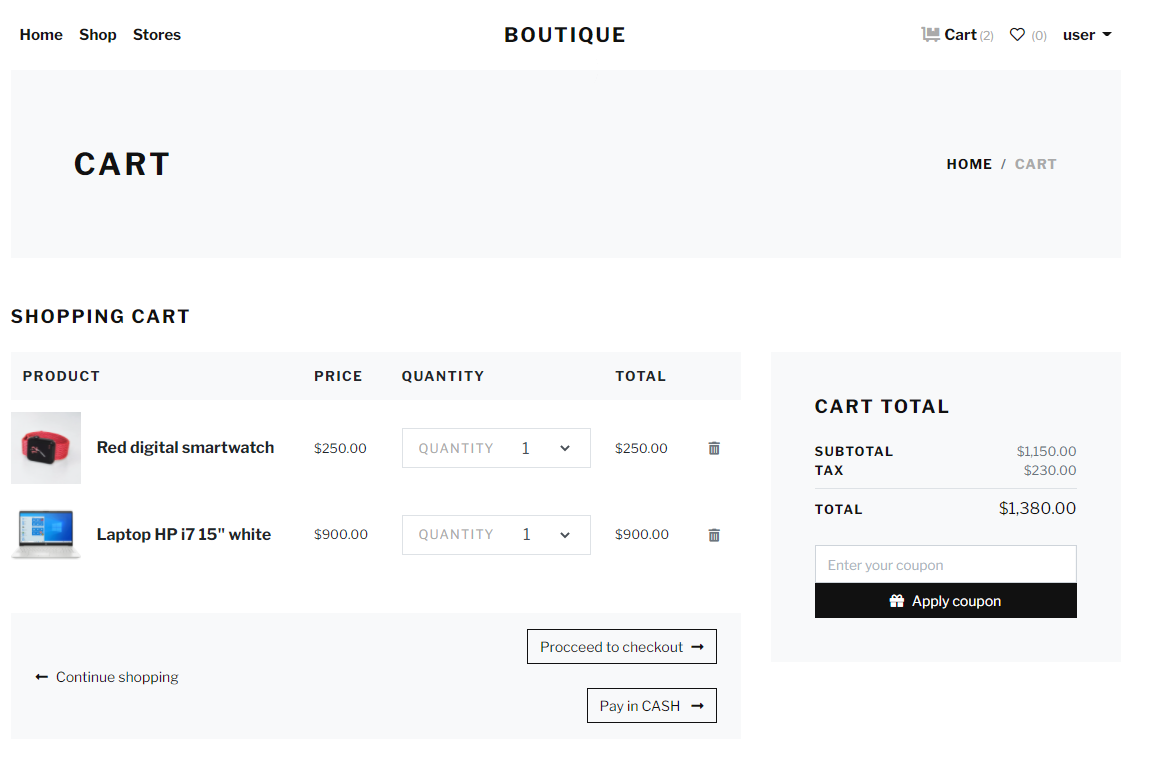 Home Shop Stores
BOUTIQUE
Cart (2) (0) user
CART
HOME / CART
SHOPPING CART
PRODUCT PRICE QUANTITY TOTAL
Red digital smartwatch $250.00 QUANTITY 1 $250.00
Laptop HP i7 15" white $900.00 QUANTITY 1 $900.00
Continue shopping
Procceed to checkout
Pay in CASH
CART TOTAL
SUBTOTAL $1,150.00
TAX $230.00
TOTAL $1,380.00
Enter your coupon
Apply coupon